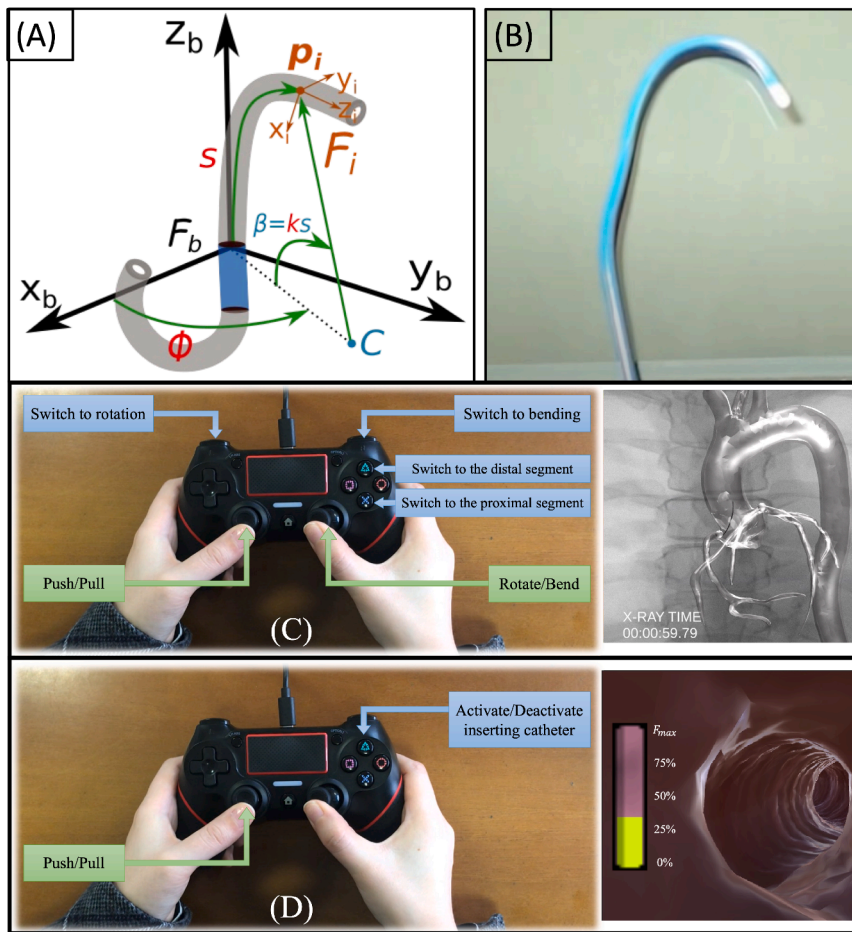 (A)
z_b
p_i
y_i
z_i
x_i
F_i
s
β=ks
F_b
x_b
y_b
C
ϕ
(B)
Switch to rotation
Switch to bending
Switch to the distal segment
Switch to the proximal segment
Push/Pull
Rotate/Bend
(C)
X-RAY TIME
00:00:59.79
Activate/Deactivate
inserting catheter
Push/Pull
(D)
F_max
75%
50%
25%
0%